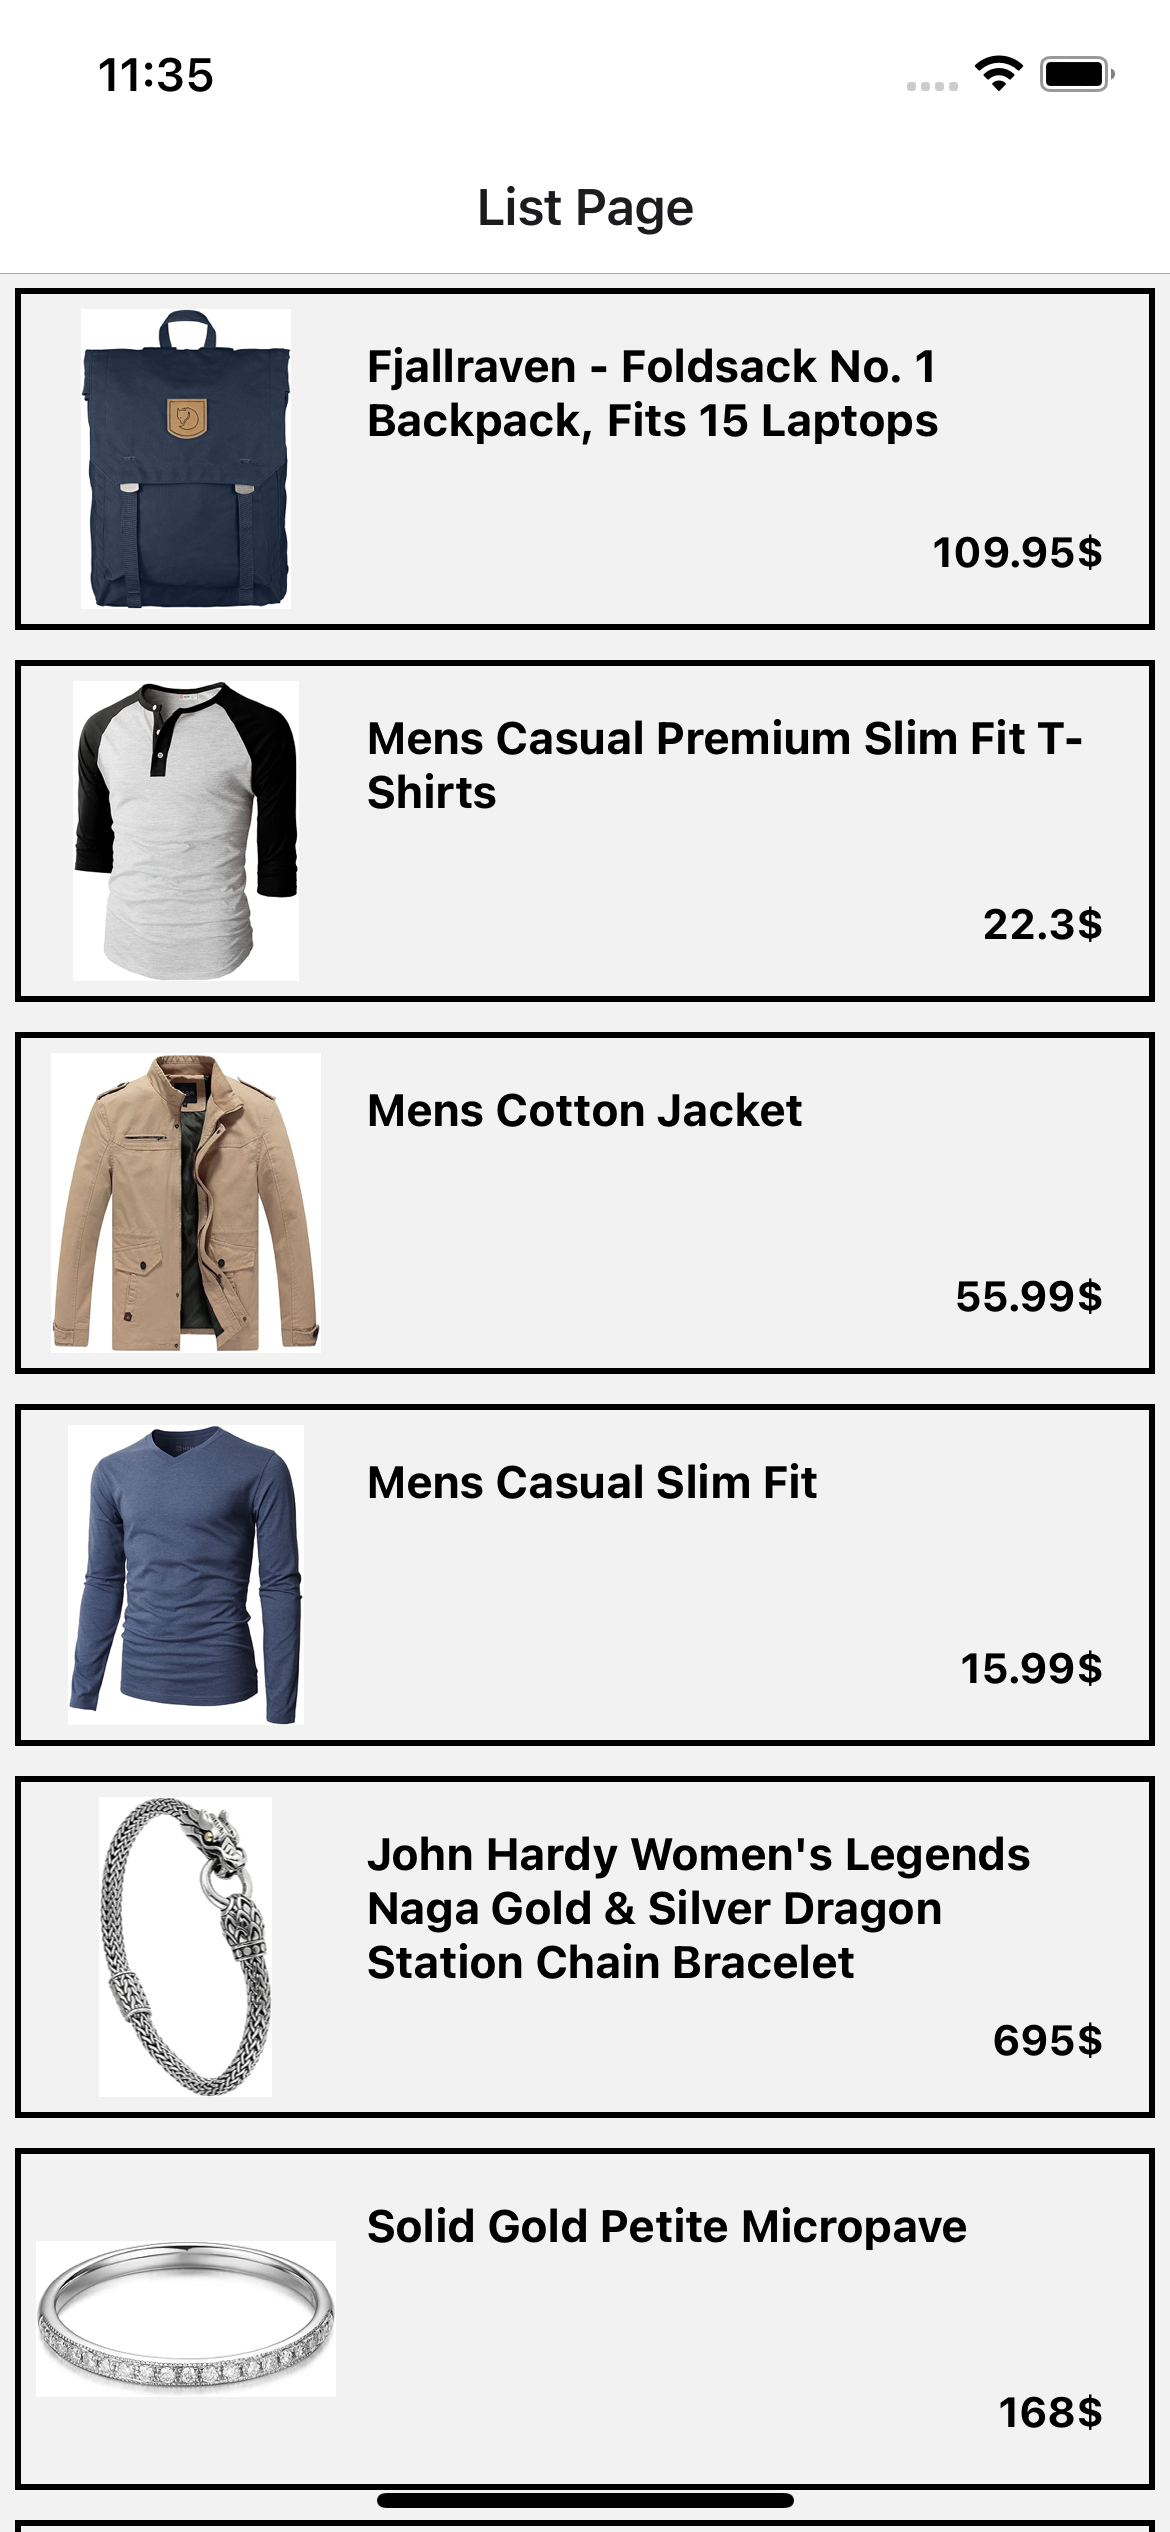 11:35
List Page
Fjallraven - Foldsack No. 1
Backpack, Fits 15 Laptops
109.95$
Mens Casual Premium Slim Fit T-
Shirts
22.3$
Mens Cotton Jacket
55.99$
Mens Casual Slim Fit
15.99$
John Hardy Women's Legends
Naga Gold & Silver Dragon
Station Chain Bracelet
695$
Solid Gold Petite Micropave
168$